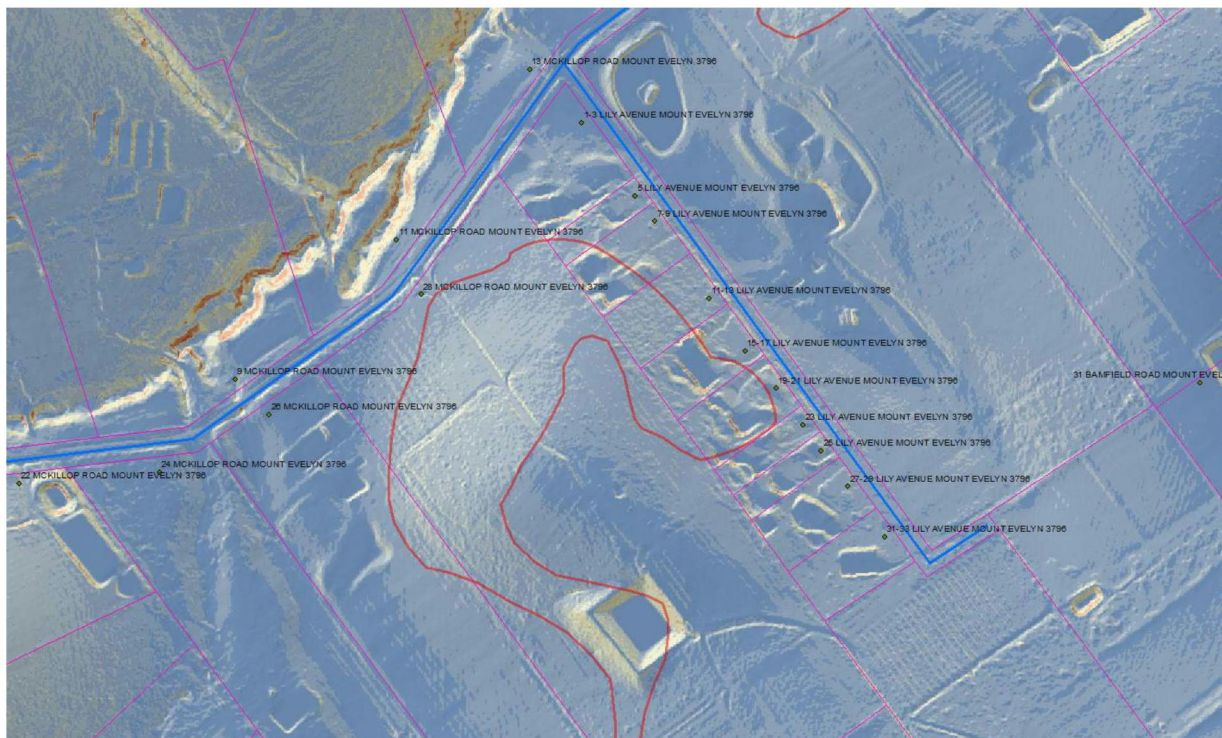 13 MCKILLOP ROAD MOUNT EVELYN 3796
1-3 LILY AVENUE MOUNT EVELYN 3796
5 LILY AVENUE MOUNT EVELYN 3796
7-9 LILY AVENUE MOUNT EVELYN 3796
11 MCKILLOP ROAD MOUNT EVELYN 3796
28 MCKILLOP ROAD MOUNT EVELYN 3796
11-13 LILY AVENUE MOUNT EVELYN 3796
15-17 LILY AVENUE MOUNT EVELYN 3796
9 MCKILLOP ROAD MOUNT EVELYN 3796
19-21 LILY AVENUE MOUNT EVELYN 3796
31 BAMFIELD ROAD MOUNT EVEL
26 MCKILLOP ROAD MOUNT EVELYN 3796
23 LILY AVENUE MOUNT EVELYN 3796
25 LILY AVENUE MOUNT EVELYN 3796
24 MCKILLOP ROAD MOUNT EVELYN 3796
22 MCKILLOP ROAD MOUNT EVELYN 3796
27-29 LILY AVENUE MOUNT EVELYN 3796
31-33 LILY AVENUE MOUNT EVELYN 3796